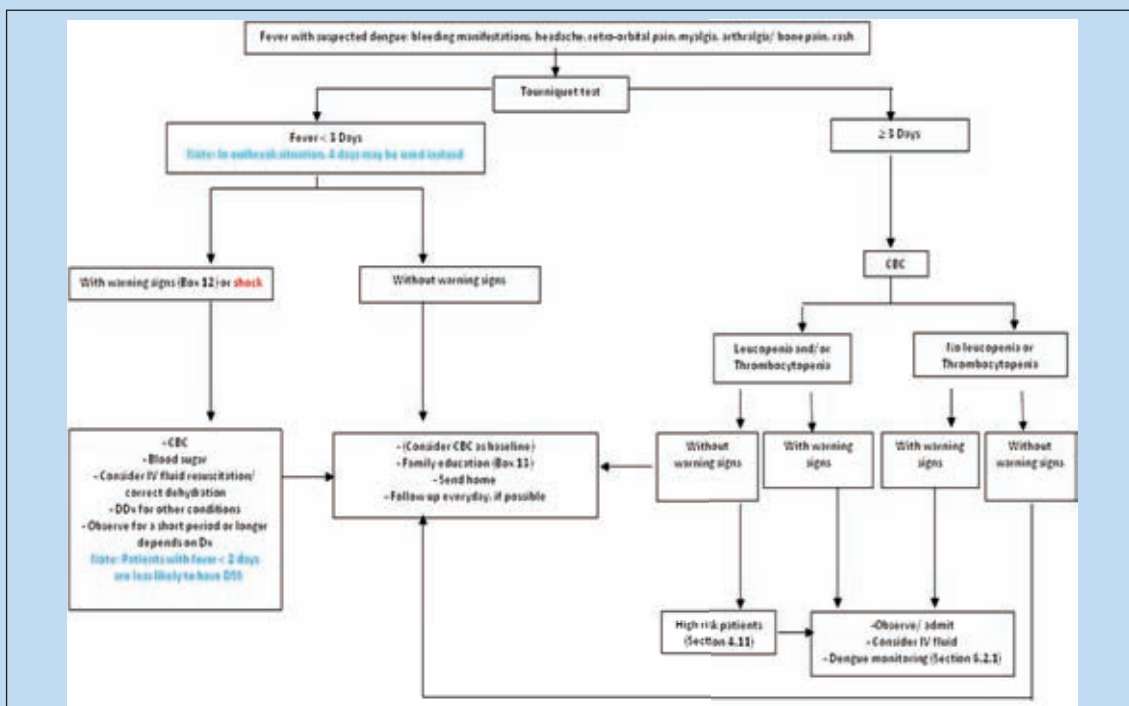 Fever with suspected dengue: bleeding manifestations, headache, retro-orbital pain, myalgia, arthralgia/ bone pain, rash
Tourniquet test
Fever < 3 Days
Note: In outbreak situation, 4 days may be used instead
≥ 3 Days
CBC
With warning signs (Box 12) or shock
Without warning signs
Leucopenia and/or
Thrombocytopenia
No leucopenia or
Thrombocytopenia
- CBC
- Blood sugar
- Consider IV fluid resuscitation/
correct dehydration
- DDx for other conditions
- Observe for a short period or longer
depends on Dx
Note: Patients with fever < 2 days
are less likely to have DSS
- (Consider CBC as baseline)
- Family education (Box 13)
- Send home
- Follow up everyday, if possible
Without
warning signs
With warning
signs
With warning
signs
Without
warning signs
High risk patients
(Section 4.11)
- Observe/ admit
- Consider IV fluid
- Dengue monitoring (Section